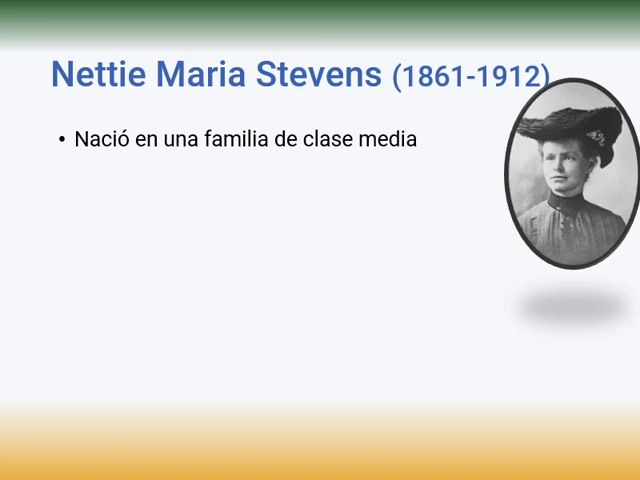 Nettie Maria Stevens (1861-1912)
• Nació en una familia de clase media